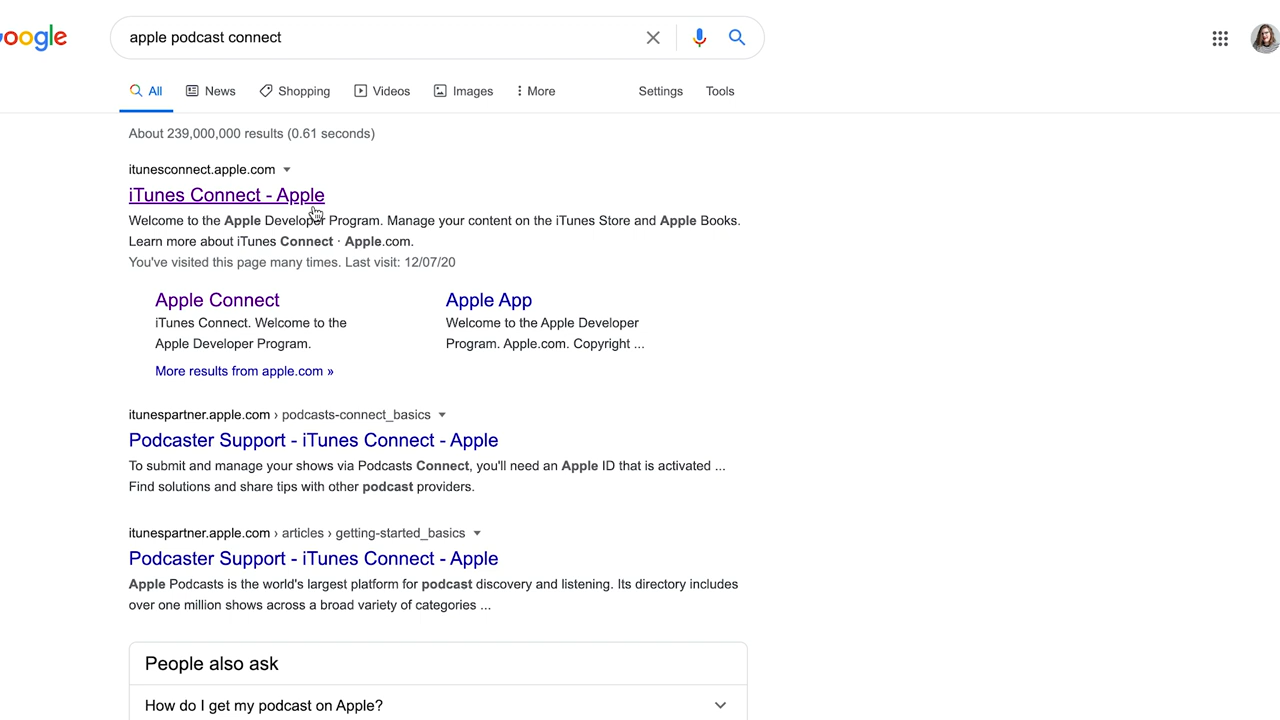 oogle
apple podcast connect
All News Shopping Videos Images More Settings Tools
About 239,000,000 results (0.61 seconds)
itunesconnect.apple.com
iTunes Connect - Apple
Welcome to the Apple Developer Program. Manage your content on the iTunes Store and Apple Books.
Learn more about iTunes Connect · Apple.com.
You've visited this page many times. Last visit: 12/07/20
Apple Connect
iTunes Connect. Welcome to the
Apple Developer Program.
Apple App
Welcome to the Apple Developer
Program. Apple.com. Copyright ...
More results from apple.com »
itunespartner.apple.com › podcasts-connect_basics
Podcaster Support - iTunes Connect - Apple
To submit and manage your shows via Podcasts Connect, you'll need an Apple ID that is activated ...
Find solutions and share tips with other podcast providers.
itunespartner.apple.com › articles › getting-started_basics
Podcaster Support - iTunes Connect - Apple
Apple Podcasts is the world's largest platform for podcast discovery and listening. Its directory includes
over one million shows across a broad variety of categories ...
People also ask
How do I get my podcast on Apple?